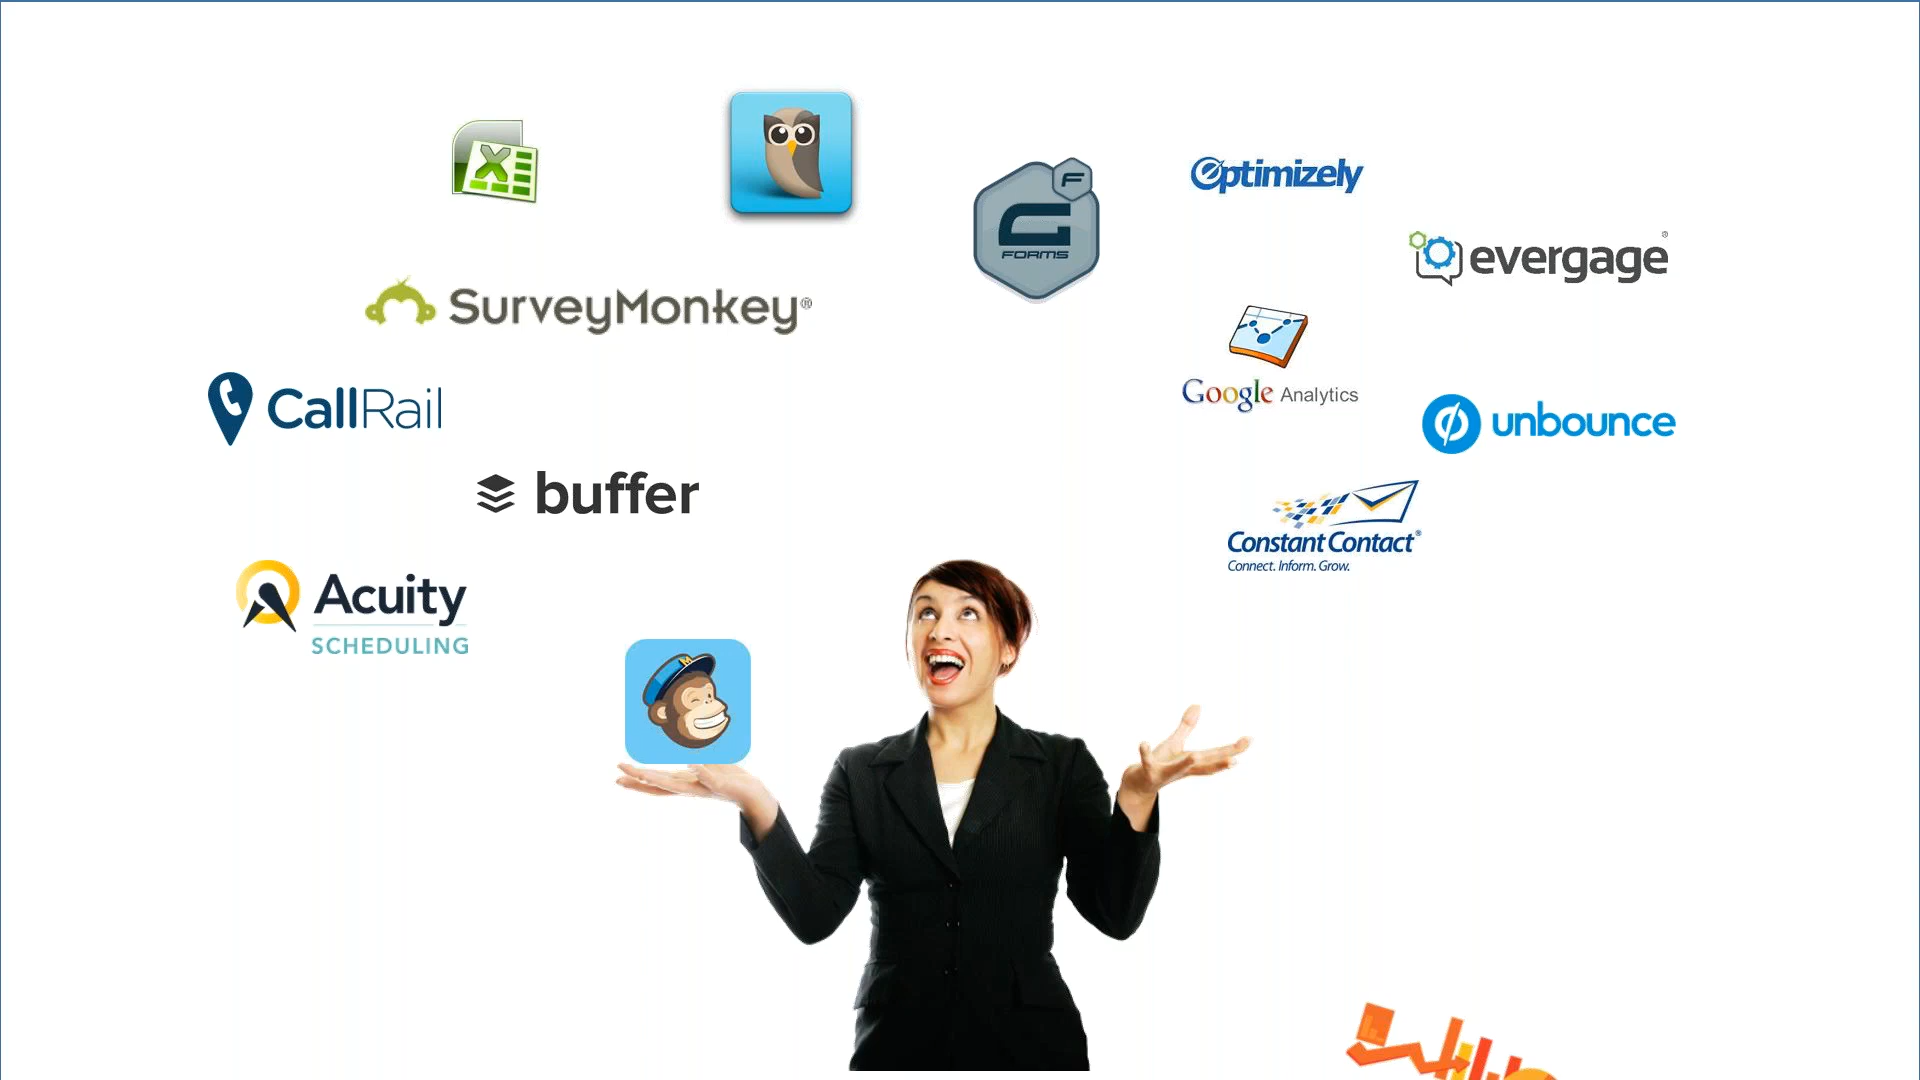 X
F
G
FORMS
Optimizely
evergage®
SurveyMonkey®
Google Analytics
CallRail
unbounce
buffer
Constant Contact®
Connect. Inform. Grow.
Acuity
SCHEDULING
M